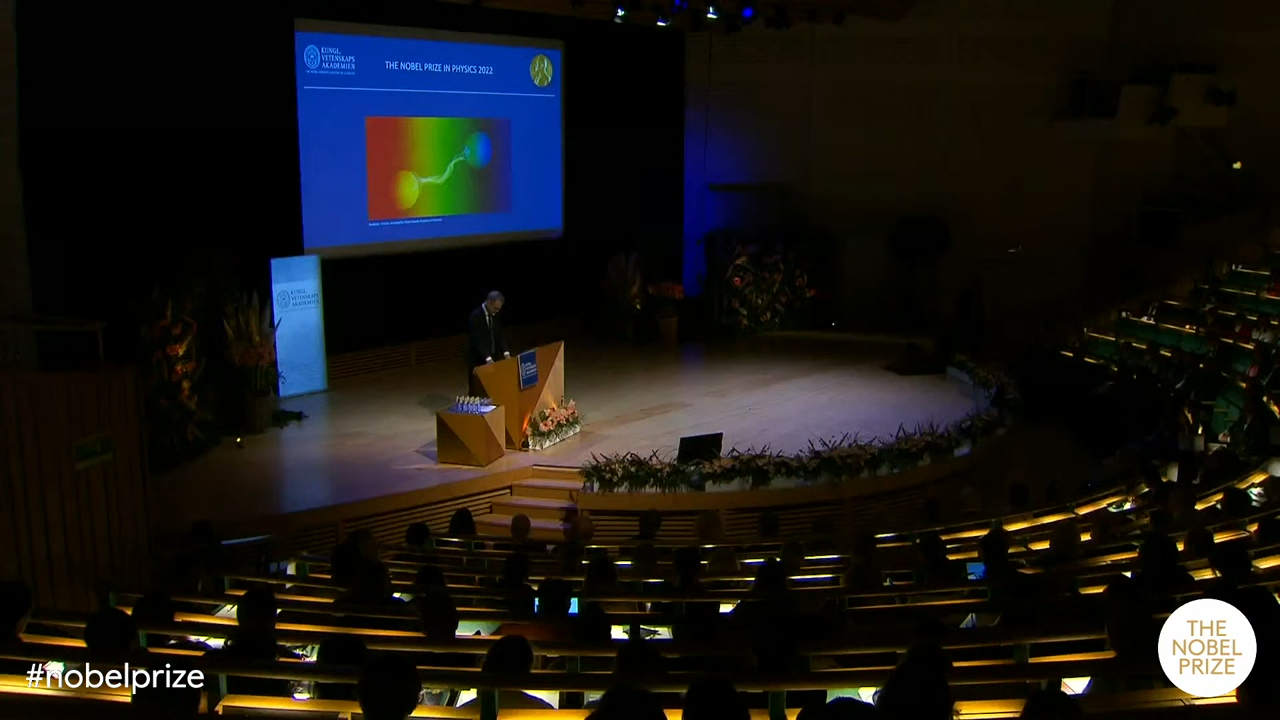 KUNGL.
VETENSKAPS
AKADEMIEN
THE NOBEL PRIZE IN PHYSICS 2022
KUNGL.
VETENSKAPS
AKADEMIEN
#nobelprize
THE
NOBEL
PRIZE